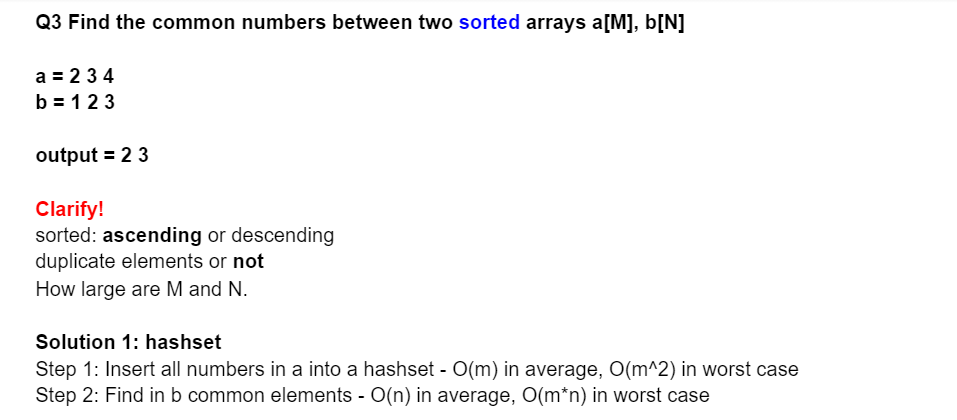 Q3 Find the common numbers between two sorted arrays a[M], b[N]
a = 2 3 4
b = 1 2 3
output = 2 3
Clarify!
sorted: ascending or descending
duplicate elements or not
How large are M and N.
Solution 1: hashset
Step 1: Insert all numbers in a into a hashset - O(m) in average, O(m^2) in worst case
Step 2: Find in b common elements - O(n) in average, O(m*n) in worst case